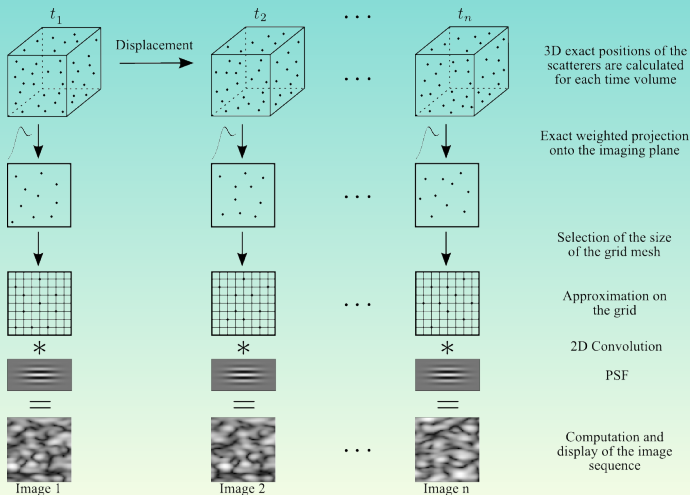 t1 t2 ... tn
Displacement
3D exact positions of the
scatterers are calculated
for each time volume
...
Exact weighted projection
onto the imaging plane
...
Selection of the size
of the grid mesh
Approximation on
the grid
...
* * * 2D Convolution
PSF
= = =
Computation and
display of the image
sequence
...
Image 1 Image 2 Image n